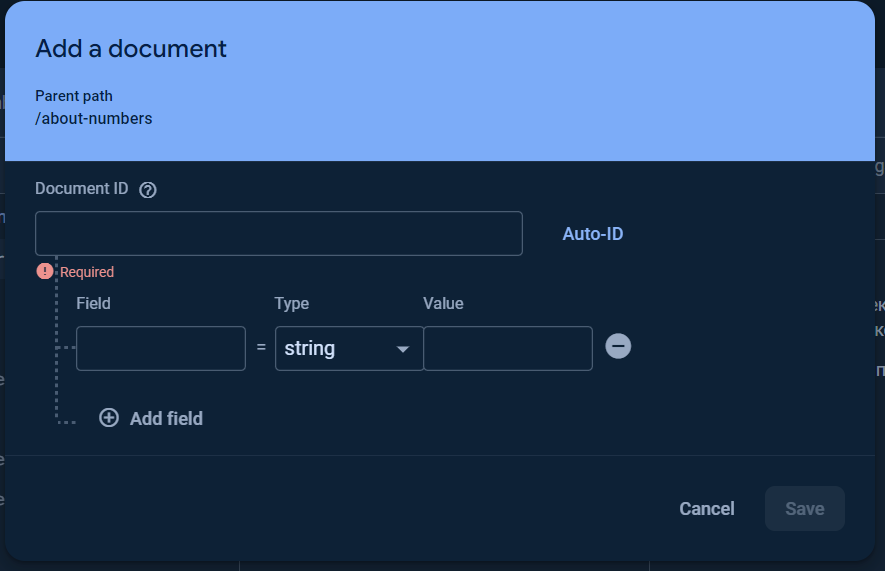 Add a document
Parent path
/about-numbers
Document ID ?
Auto-ID
! Required
Field Type Value
= string
Add field
Cancel Save